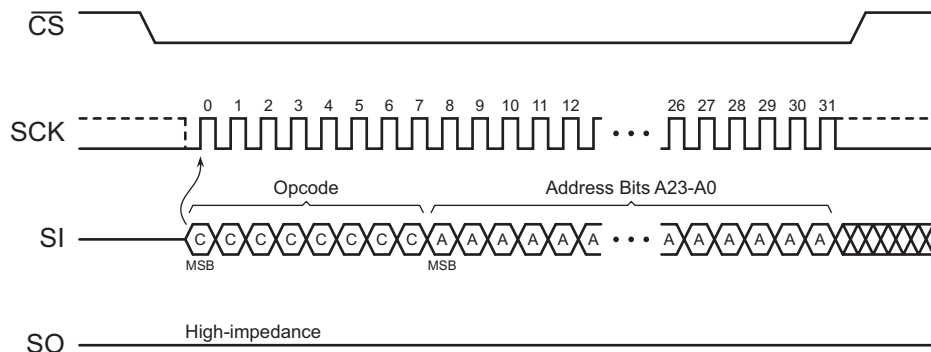 CS
0 1 2 3 4 5 6 7 8 9 10 11 12 26 27 28 29 30 31
SCK
Opcode Address Bits A23-A0
SI C C C C C C C C A A A A A A A A A A A A
MSB MSB
High-impedance
SO